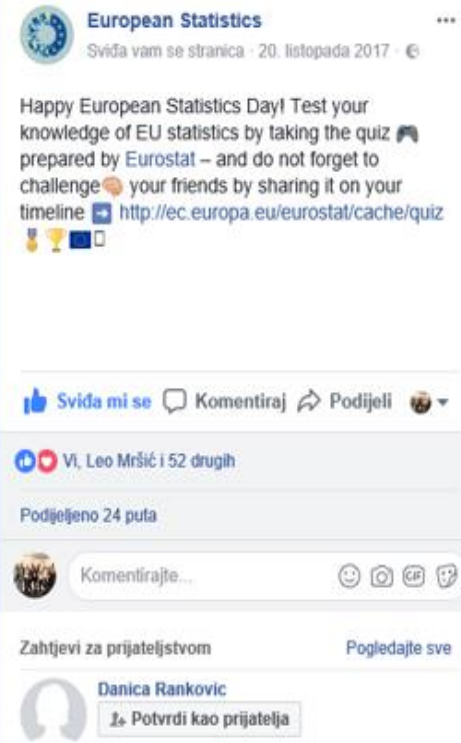 European Statistics
Sviđa vam se stranica · 20. listopada 2017 ·
Happy European Statistics Day! Test your
knowledge of EU statistics by taking the quiz 🎮
prepared by Eurostat – and do not forget to
challenge🧠 your friends by sharing it on your
timeline ➡️ http://ec.europa.eu/eurostat/cache/quiz
🏅🏆🇪🇺📱
Sviđa mi se Komentiraj Podijeli
Vi, Leo Mršić i 52 drugih
Podijeljeno 24 puta
Komentirajte... GIF
Zahtjevi za prijateljstvom Pogledajte sve
Danica Rankovic
Potvrdi kao prijatelja